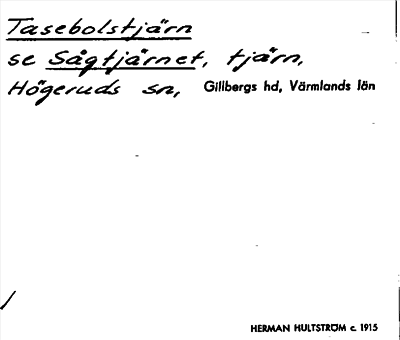 Tasebolstjärn
se Sågtjärnet, tjärn,
Högeruds sn, Gillbergs hd, Värmlands län
/
HERMAN HULTSTRÖM c. 1915